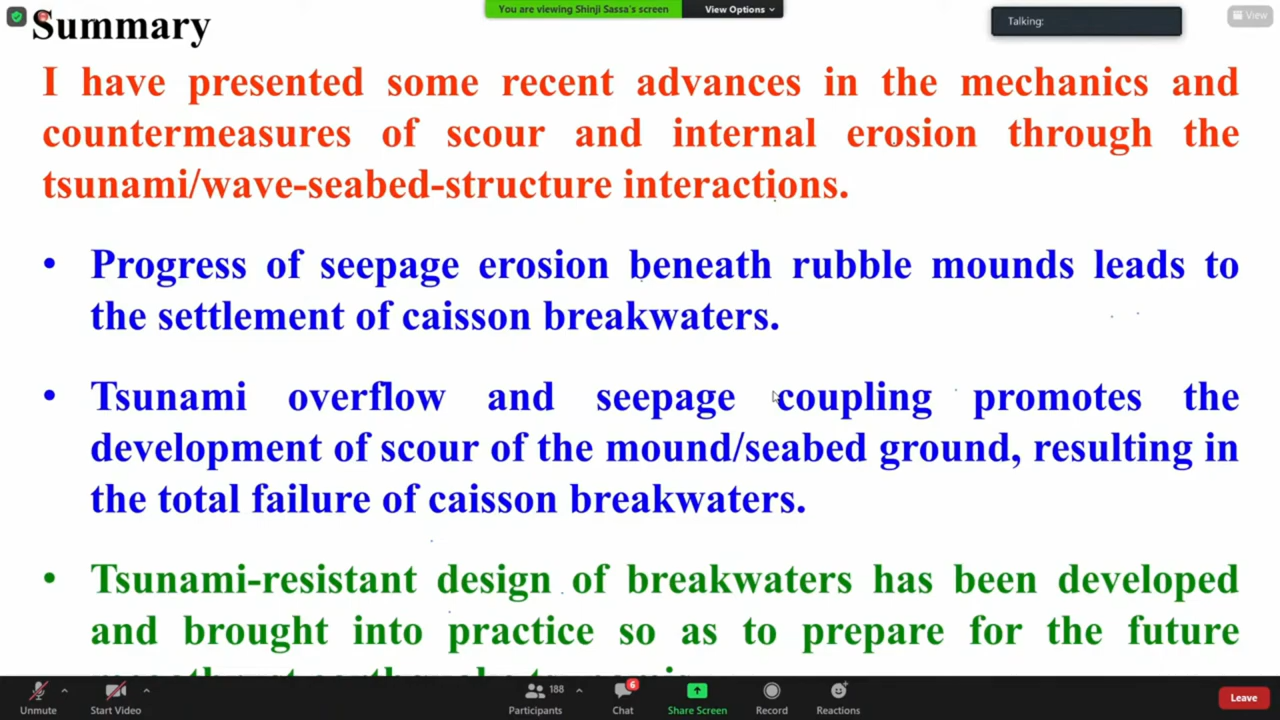 You are viewing Shinji Sassa's screen
View Options
Talking:
View
Summary
I have presented some recent advances in the mechanics and
countermeasures of scour and internal erosion through the
tsunami/wave-seabed-structure interactions.
• Progress of seepage erosion beneath rubble mounds leads to
the settlement of caisson breakwaters.
• Tsunami overflow and seepage coupling promotes the
development of scour of the mound/seabed ground, resulting in
the total failure of caisson breakwaters.
• Tsunami-resistant design of breakwaters has been developed
and brought into practice so as to prepare for the future
Unmute
Start Video
188
Participants
6
Chat
Share Screen
Record
Reactions
Leave